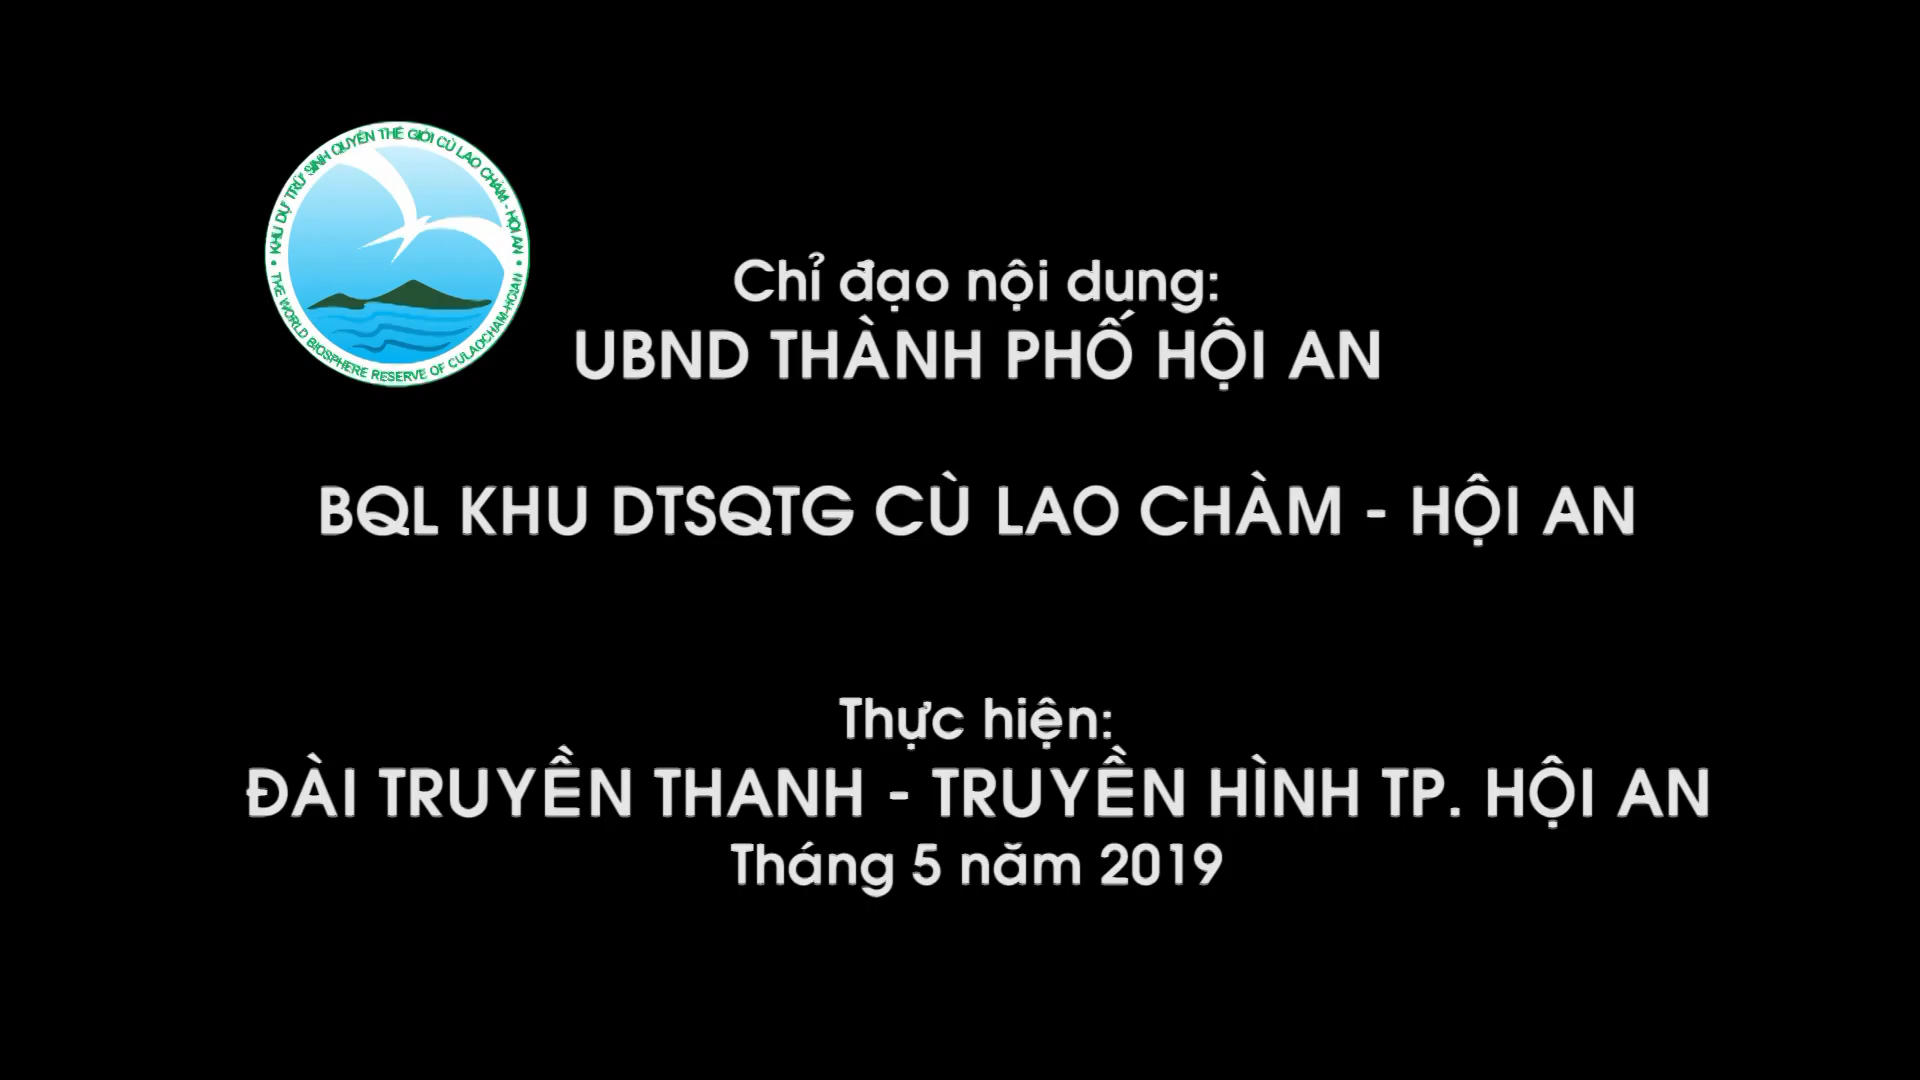 KHU DỰ TRỮ SINH QUYỂN THẾ GIỚI CÙ LAO CHÀM - HỘI AN
THE WORLD BIOSPHERE RESERVE OF CULAOCHAM-HOIAN
Chỉ đạo nội dung:
UBND THÀNH PHỐ HỘI AN
BQL KHU DTSQTG CÙ LAO CHÀM - HỘI AN
Thực hiện:
ĐÀI TRUYỀN THANH - TRUYỀN HÌNH TP. HỘI AN
Tháng 5 năm 2019